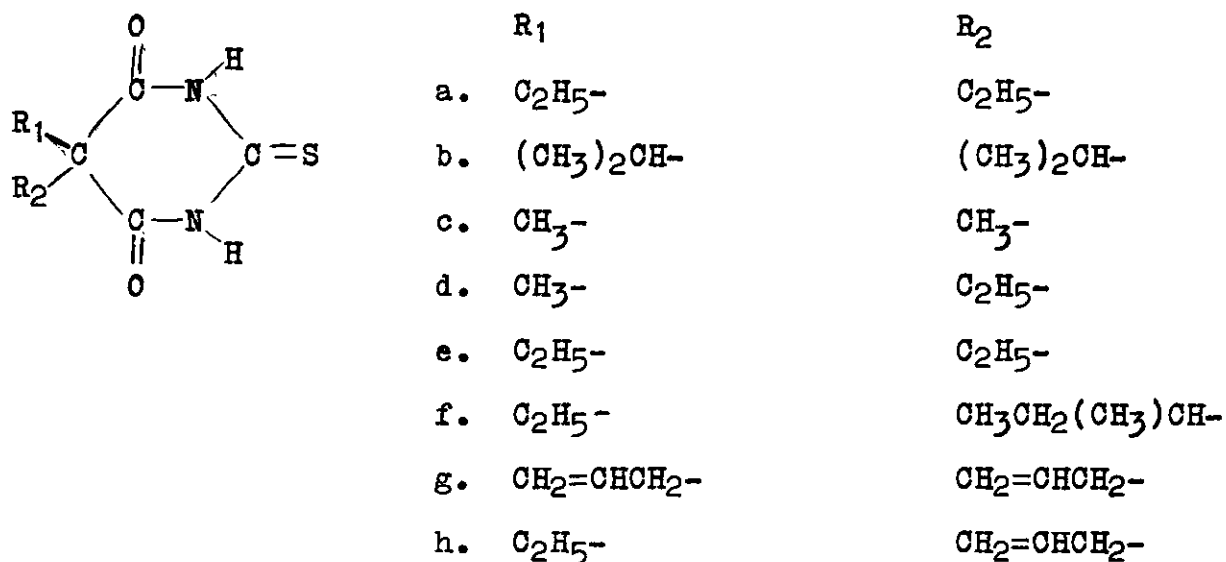 R1 R2
a. C2H5- C2H5-
b. (CH3)2CH- (CH3)2CH-
c. CH3- CH3-
d. CH3- C2H5-
e. C2H5- C2H5-
f. C2H5- CH3CH2(CH3)CH-
g. CH2=CHCH2- CH2=CHCH2-
h. C2H5- CH2=CHCH2-
O
H
C N
R1
C C=S
R2
C N
H
O